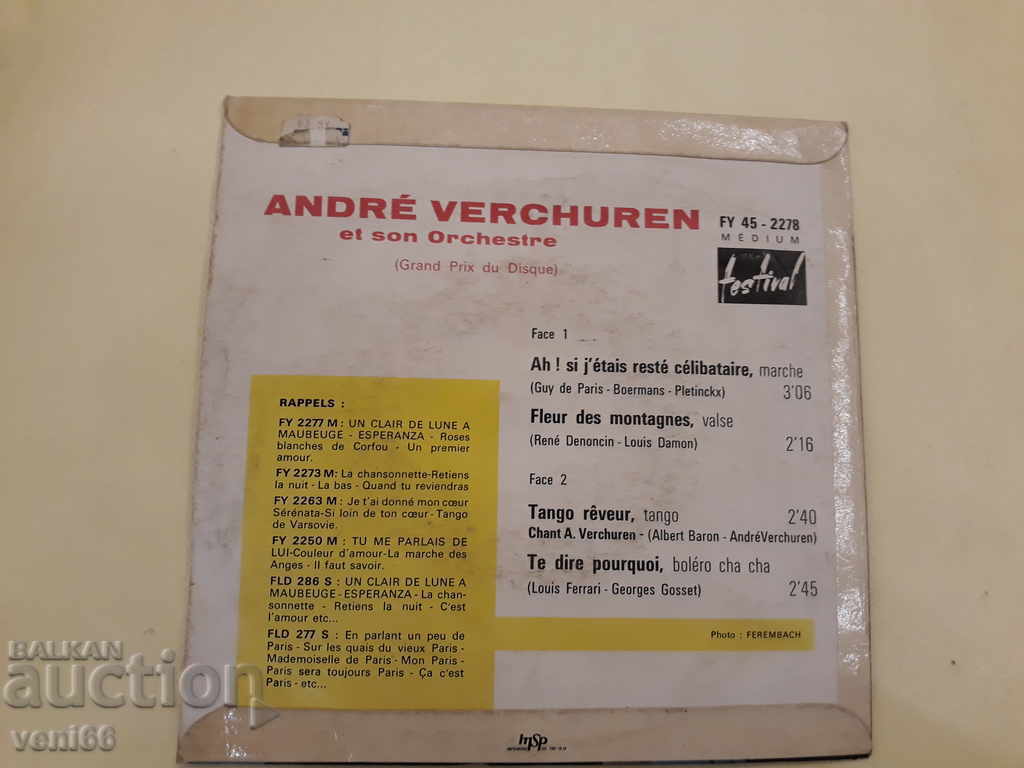 ANDRÉ VERCHUREN
et son Orchestre
(Grand Prix du Disque)
FY 45 - 2278
MÉDIUM
festival
Face 1
Ah ! si j'étais resté célibataire, marche
(Guy de Paris - Boermans - Pletinckx) 3'06
Fleur des montagnes, valse
(René Denoncin - Louis Damon) 2'16
Face 2
Tango rêveur, tango 2'40
Chant A. Verchuren - (Albert Baron - AndréVerchuren)
Te dire pourquoi, boléro cha cha
(Louis Ferrari - Georges Gosset) 2'45
RAPPELS :
FY 2277 M : UN CLAIR DE LUNE A
MAUBEUGE - ESPERANZA - Roses
blanches de Corfou - Un premier
amour.
FY 2273 M : La chansonnette-Retiens
la nuit - La bas - Quand tu reviendras
FY 2263 M : Je t'ai donné mon cœur
Sérénata-Si loin de ton cœur - Tango
de Varsovie.
FY 2250 M : TU ME PARLAIS DE
LUI-Couleur d'amour-La marche des
Anges - Il faut savoir.
FLD 286 S : UN CLAIR DE LUNE A
MAUBEUGE - ESPERANZA - La chan-
sonnette - Retiens la nuit - C'est
l'amour etc...
FLD 277 S : En parlant un peu de
Paris - Sur les quais du vieux Paris -
Mademoiselle de Paris - Mon Paris -
Paris sera toujours Paris - Ça c'est
Paris - etc...
Photo : FEREMBACH
BALKAN
auction
veni66